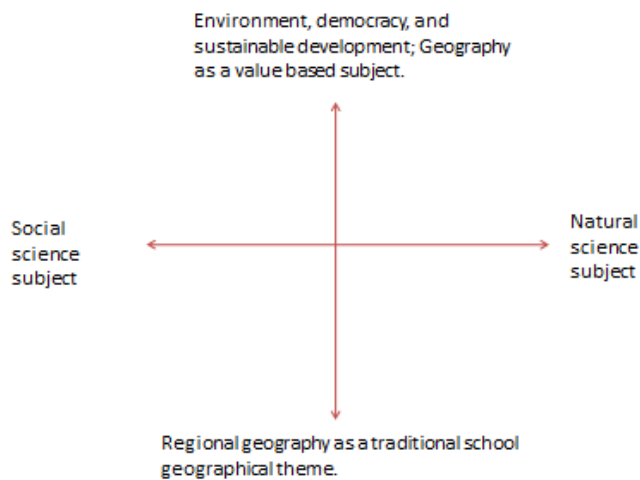 Environment, democracy, and
sustainable development; Geography
as a value based subject.
Social
science
subject
Natural
science
subject
Regional geography as a traditional school
geographical theme.